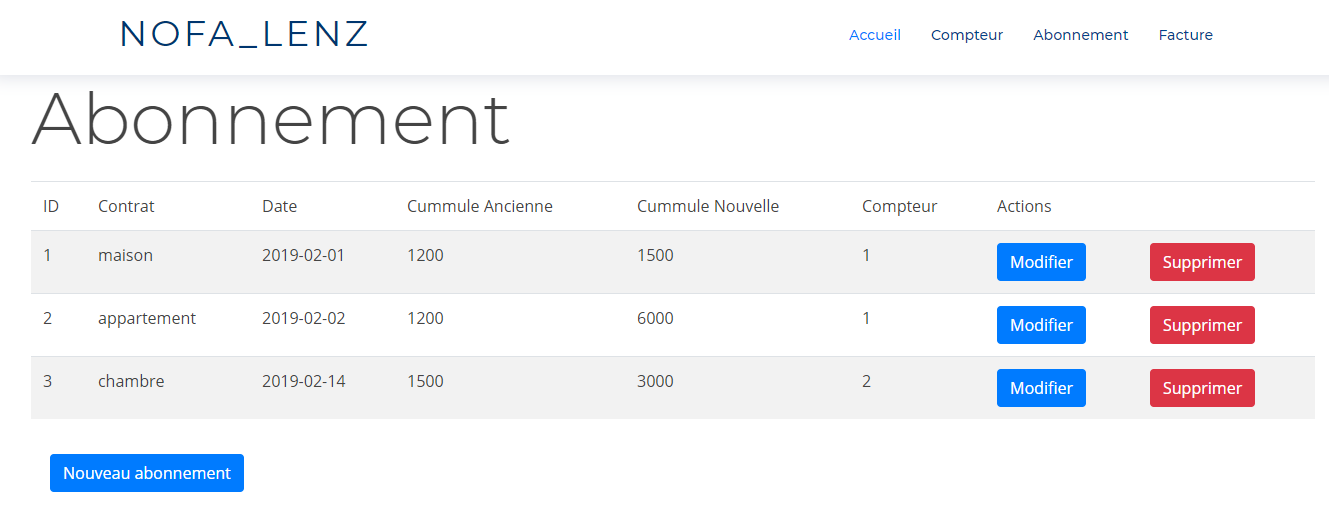 NOFA_LENZ Accueil Compteur Abonnement Facture
Abonnement
ID Contrat Date Cummule Ancienne Cummule Nouvelle Compteur Actions
1 maison 2019-02-01 1200 1500 1 Modifier Supprimer
2 appartement 2019-02-02 1200 6000 1 Modifier Supprimer
3 chambre 2019-02-14 1500 3000 2 Modifier Supprimer
Nouveau abonnement